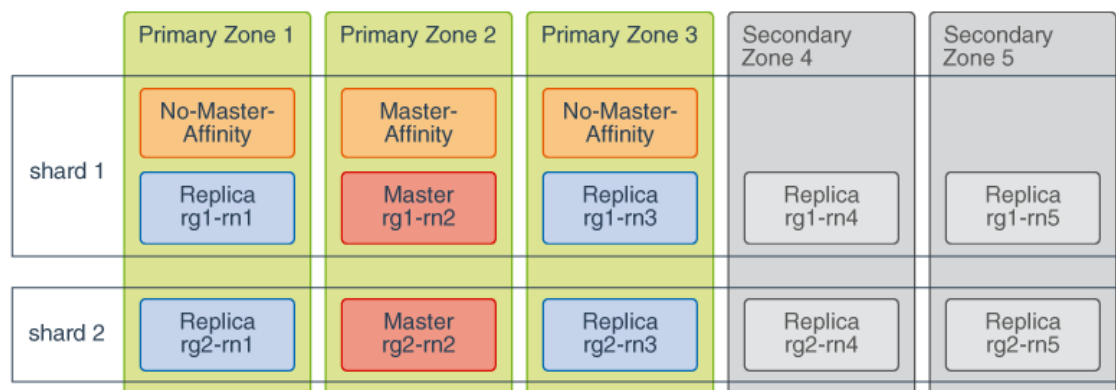 Primary Zone 1
Primary Zone 2
Primary Zone 3
Secondary
Zone 4
Secondary
Zone 5
shard 1
No-Master-
Affinity
Master-
Affinity
No-Master-
Affinity
Replica
rg1-rn1
Master
rg1-rn2
Replica
rg1-rn3
Replica
rg1-rn4
Replica
rg1-rn5
shard 2
Replica
rg2-rn1
Master
rg2-rn2
Replica
rg2-rn3
Replica
rg2-rn4
Replica
rg2-rn5